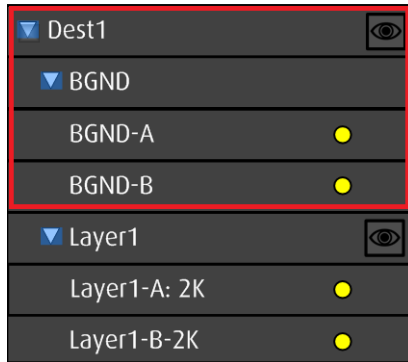 Dest1
BGND
BGND-A
BGND-B
Layer1
Layer1-A: 2K
Layer1-B-2K